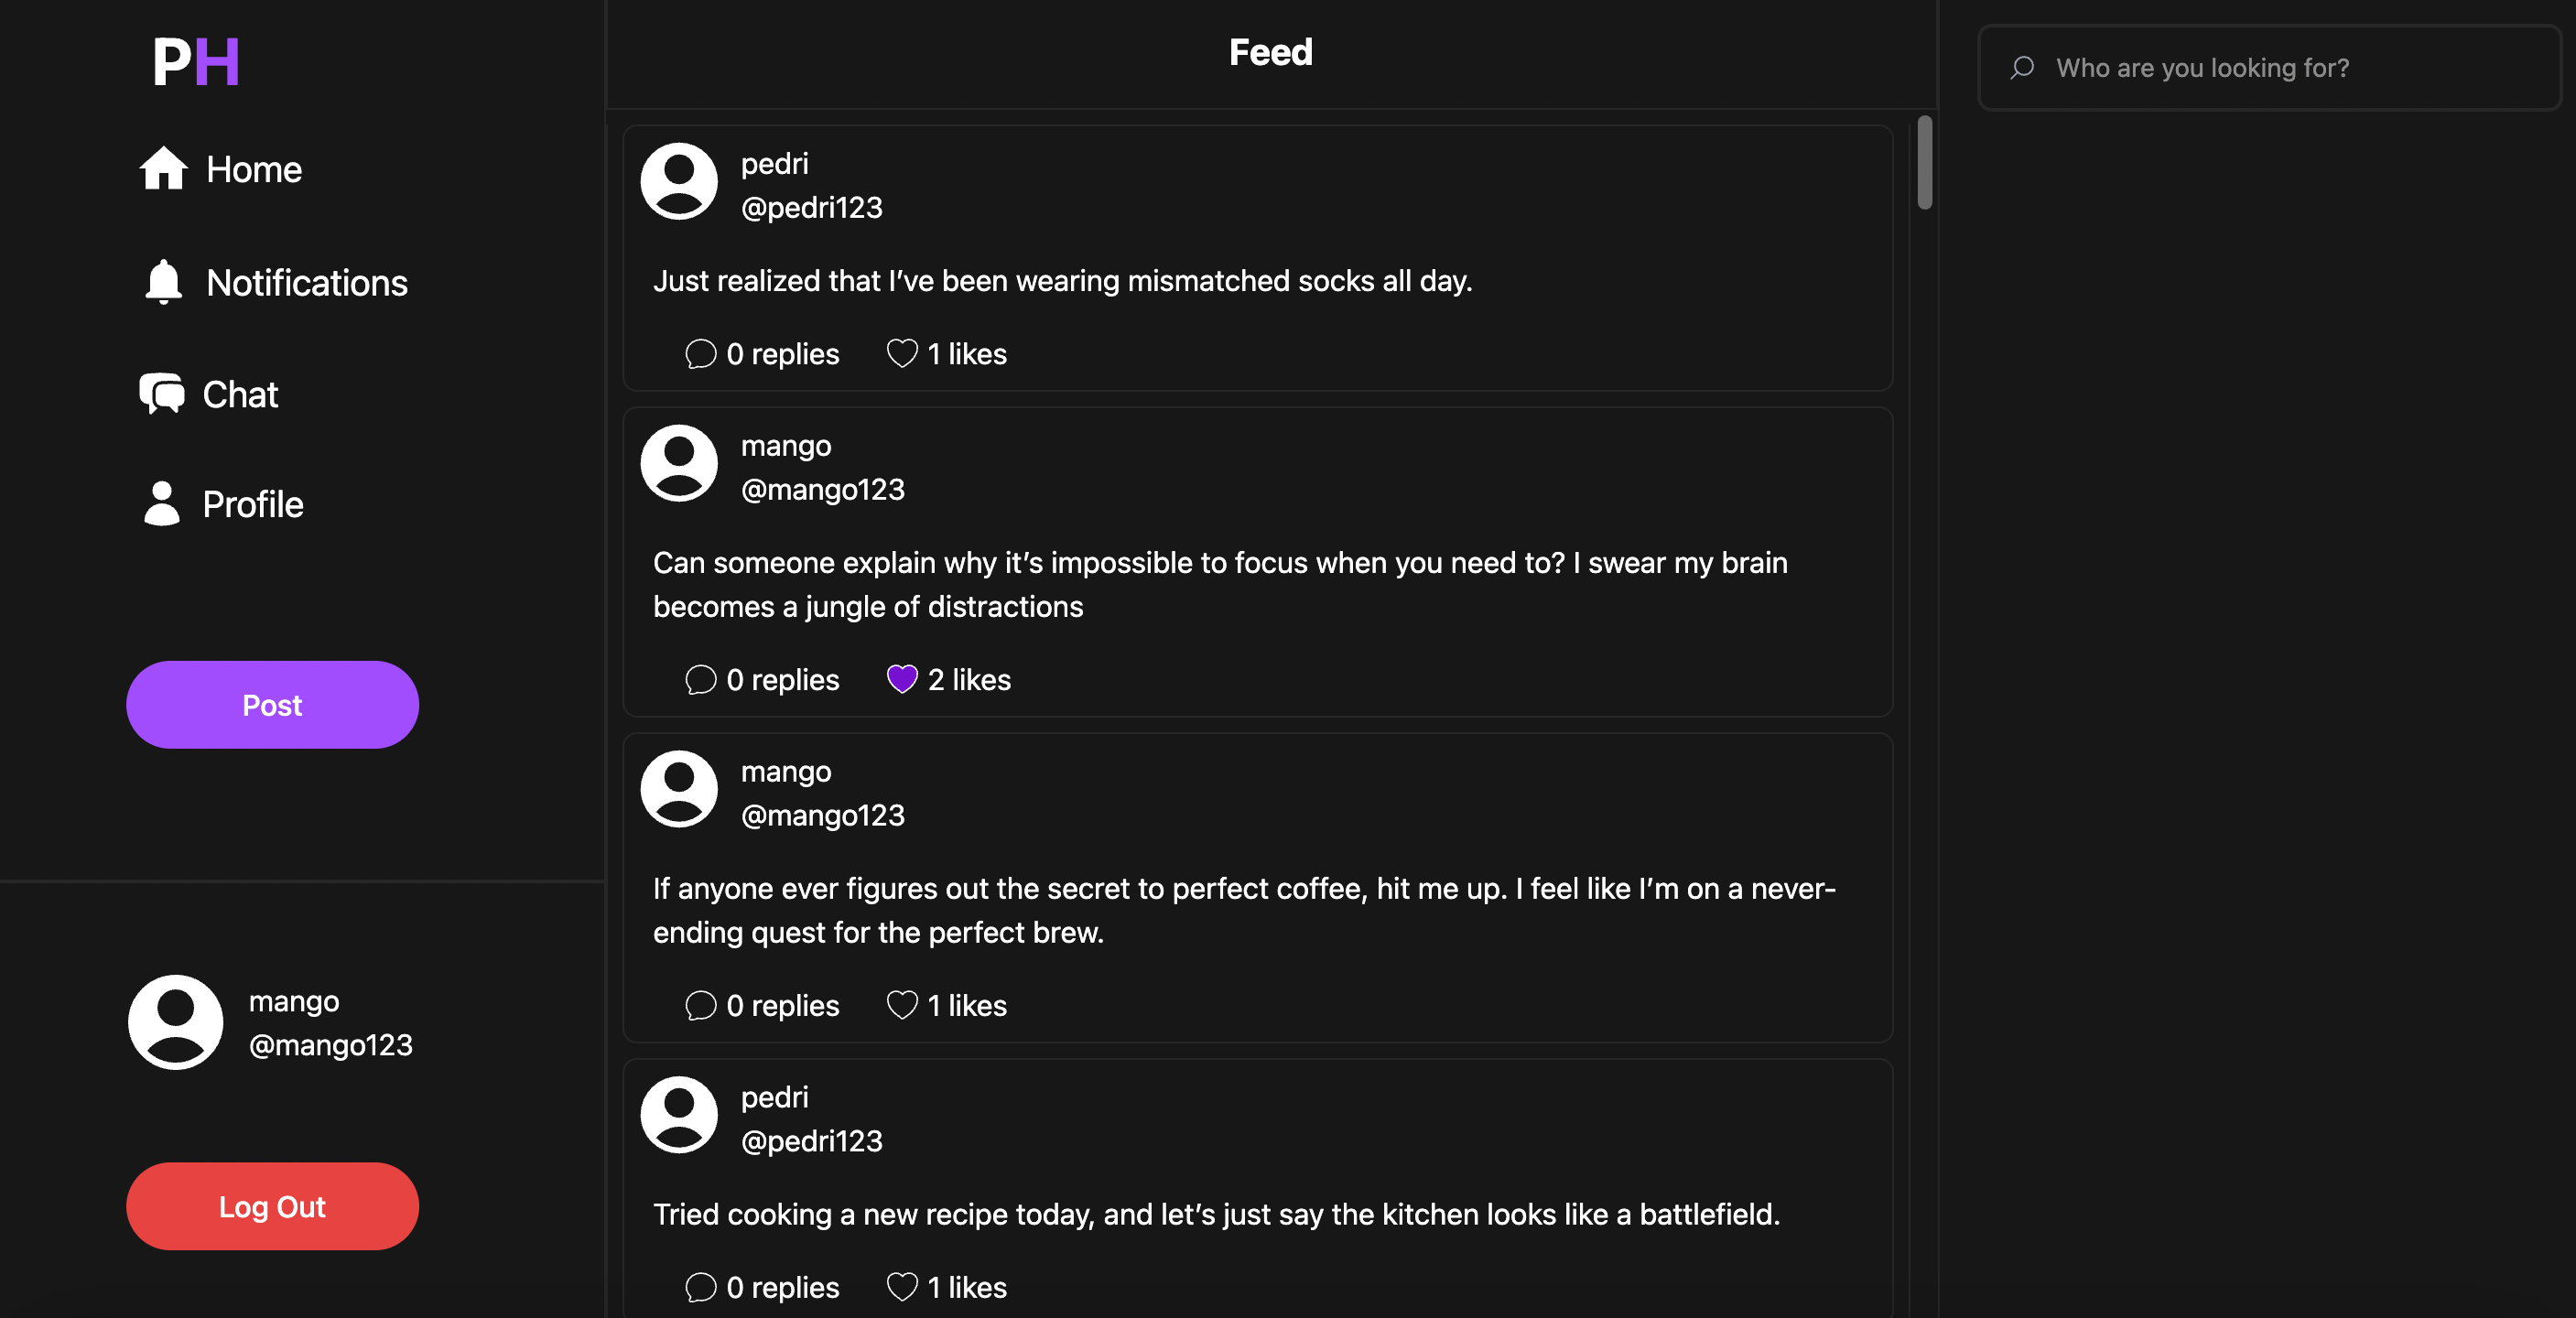 PH
Home
Notifications
Chat
Profile
Post
mango
@mango123
Log Out
Feed
pedri
@pedri123
Just realized that I’ve been wearing mismatched socks all day.
0 replies 1 likes
mango
@mango123
Can someone explain why it’s impossible to focus when you need to? I swear my brain
becomes a jungle of distractions
0 replies 2 likes
mango
@mango123
If anyone ever figures out the secret to perfect coffee, hit me up. I feel like I’m on a never-
ending quest for the perfect brew.
0 replies 1 likes
pedri
@pedri123
Tried cooking a new recipe today, and let’s just say the kitchen looks like a battlefield.
0 replies 1 likes
Who are you looking for?